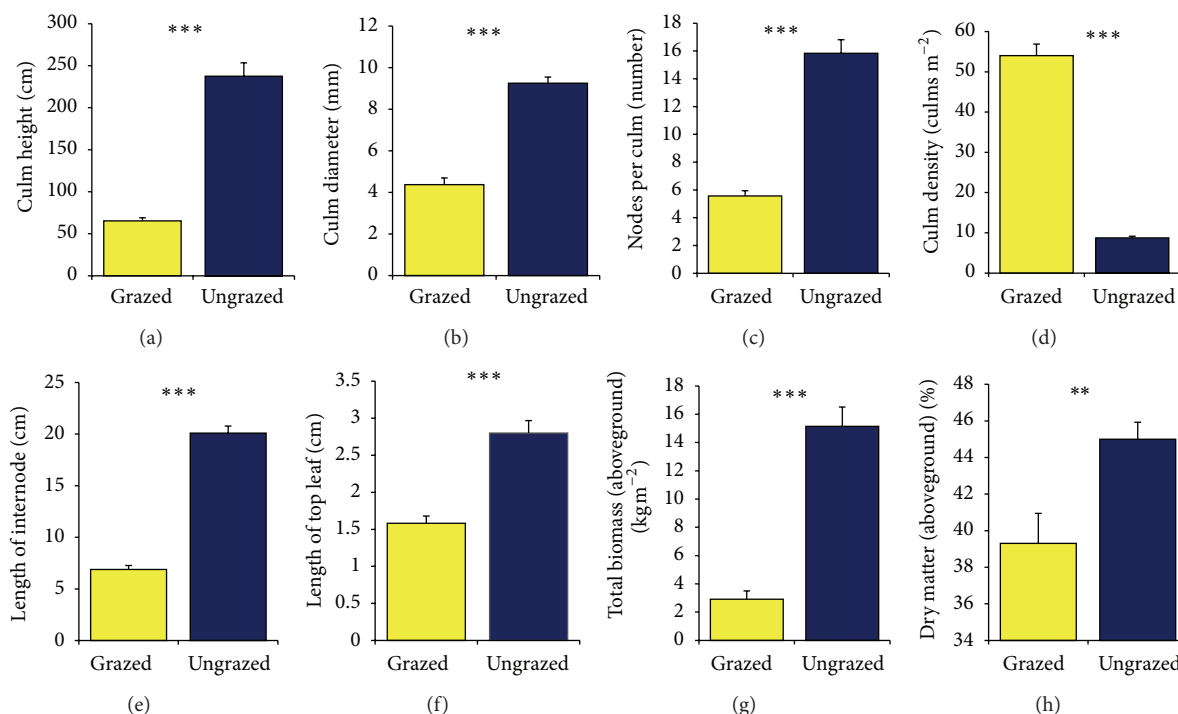 Culm height (cm)
300
250
200
150
100
50
0
***
Grazed
Ungrazed
(a)
Culm diameter (mm)
12
10
8
6
4
2
0
***
Grazed
Ungrazed
(b)
Nodes per culm (number)
18
16
14
12
10
8
6
4
2
0
***
Grazed
Ungrazed
(c)
Culm density (culms m−2)
60
50
40
30
20
10
0
***
Grazed
Ungrazed
(d)
Length of internode (cm)
25
20
15
10
5
0
***
Grazed
Ungrazed
(e)
Length of top leaf (cm)
3.5
3
2.5
2
1.5
1
0.5
0
***
Grazed
Ungrazed
(f)
Total biomass (aboveground)
(kgm−2)
18
16
14
12
10
8
6
4
2
0
***
Grazed
Ungrazed
(g)
Dry matter (aboveground) (%)
48
46
44
42
40
38
36
34
**
Grazed
Ungrazed
(h)